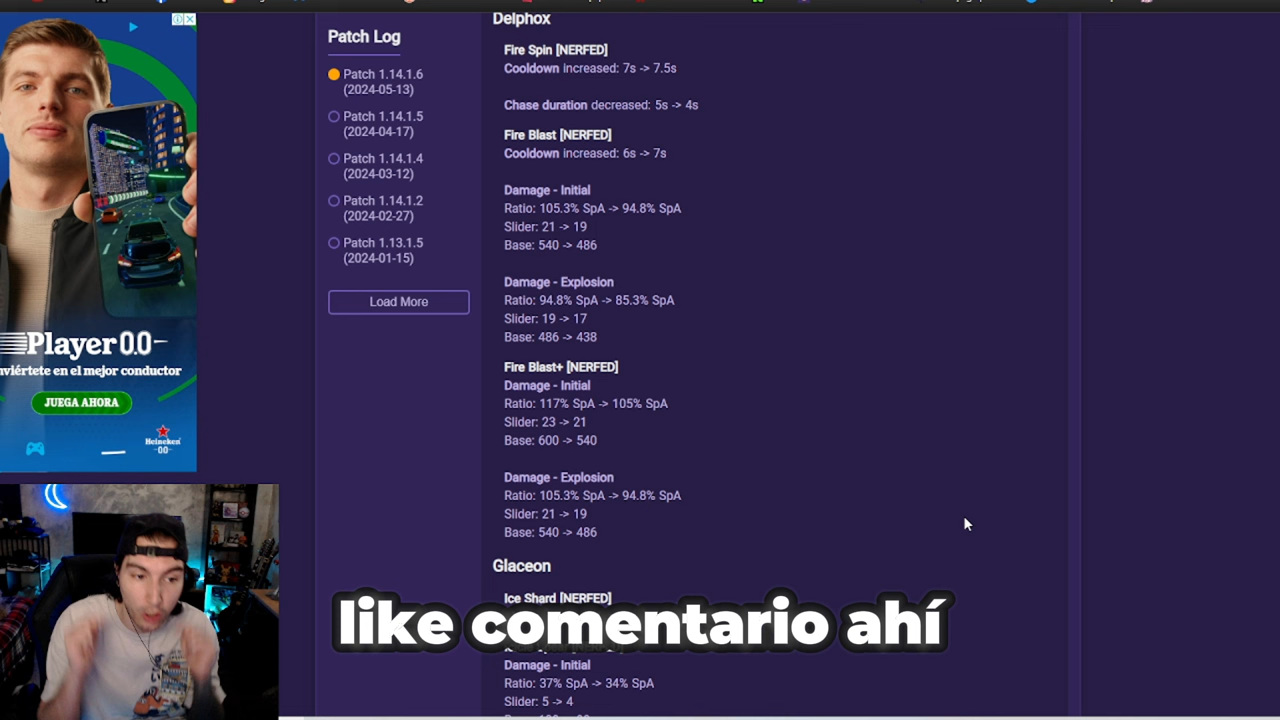 Patch Log
Patch 1.14.1.6
(2024-05-13)
Patch 1.14.1.5
(2024-04-17)
Patch 1.14.1.4
(2024-03-12)
Patch 1.14.1.2
(2024-02-27)
Patch 1.13.1.5
(2024-01-15)
Load More
Delphox
Fire Spin [NERFED]
Cooldown increased: 7s -> 7.5s
Chase duration decreased: 5s -> 4s
Fire Blast [NERFED]
Cooldown increased: 6s -> 7s
Damage - Initial
Ratio: 105.3% SpA -> 94.8% SpA
Slider: 21 -> 19
Base: 540 -> 486
Damage - Explosion
Ratio: 94.8% SpA -> 85.3% SpA
Slider: 19 -> 17
Base: 486 -> 438
Fire Blast+ [NERFED]
Damage - Initial
Ratio: 117% SpA -> 105% SpA
Slider: 23 -> 21
Base: 600 -> 540
Damage - Explosion
Ratio: 105.3% SpA -> 94.8% SpA
Slider: 21 -> 19
Base: 540 -> 486
Glaceon
Ice Shard [NERFED]
like comentario ahí
Damage - Initial
Ratio: 37% SpA -> 34% SpA
Slider: 5 -> 4
Player 0.0
nviértete en el mejor conductor
JUEGA AHORA
Heineken
0.0